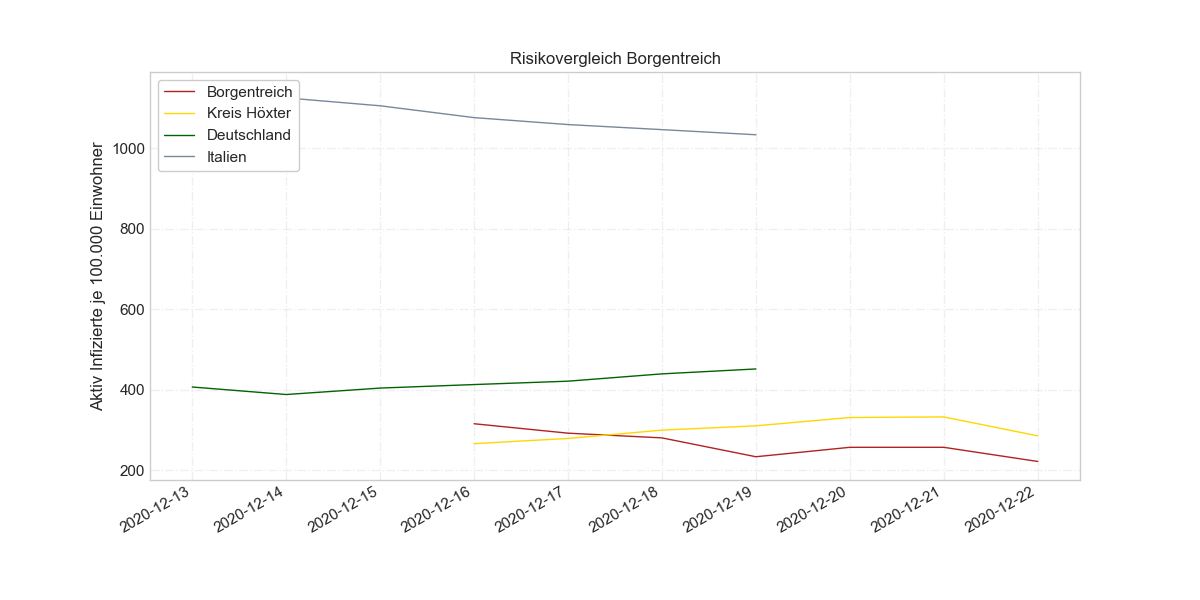 Risikovergleich Borgentreich
Borgentreich
Kreis Höxter
Deutschland
Italien
Aktiv Infizierte je 100.000 Einwohner
1000
800
600
400
200
2020-12-13
2020-12-14
2020-12-15
2020-12-16
2020-12-17
2020-12-18
2020-12-19
2020-12-20
2020-12-21
2020-12-22